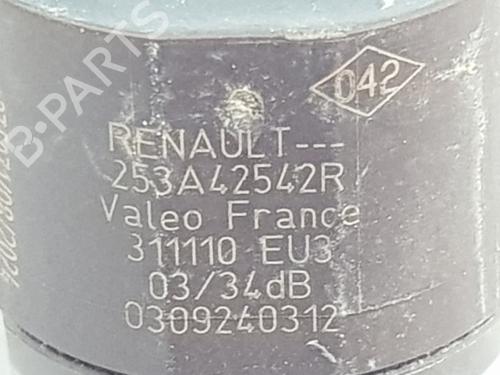 B-PARTS
042
RENAULT---
253A42542R
Valeo France
311110 EU3
03/34dB
0309240312